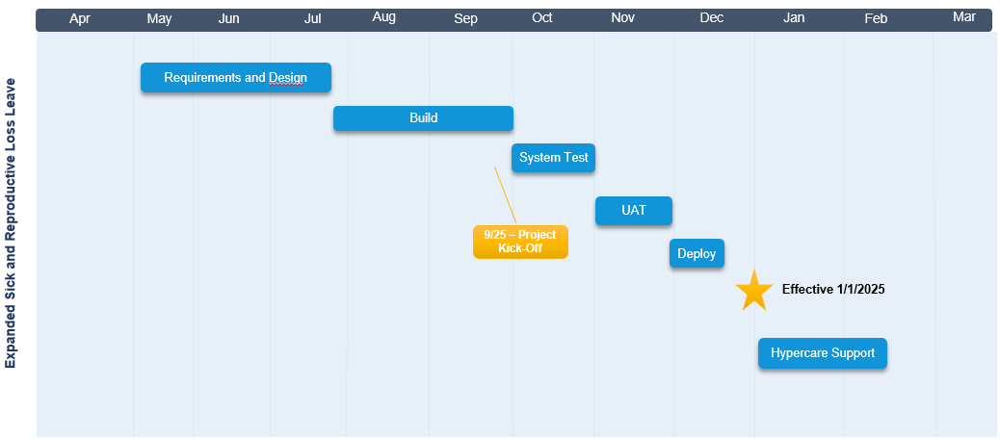 Apr May Jun Jul Aug Sep Oct Nov Dec Jan Feb Mar
Expanded Sick and Reproductive Loss Leave
Requirements and Design
Build
System Test
UAT
9/25 – Project
Kick-Off
Deploy
Effective 1/1/2025
Hypercare Support